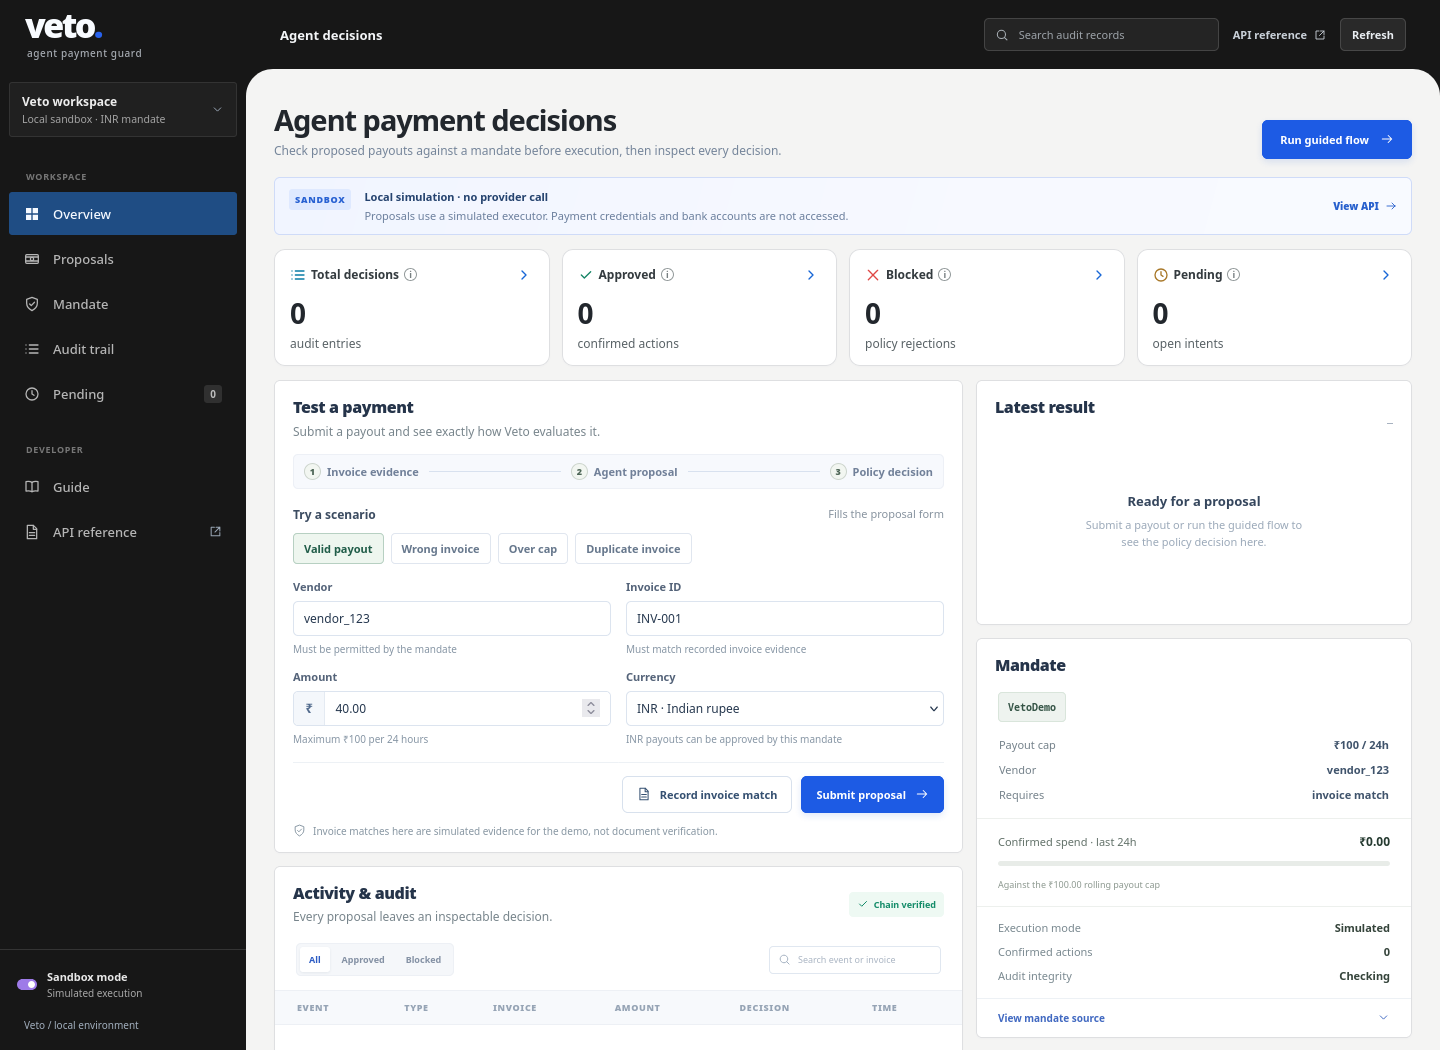 veto.
agent payment guard
Veto workspace
Local sandbox · INR mandate
WORKSPACE
Overview
Proposals
Mandate
Audit trail
Pending
0
DEVELOPER
Guide
API reference
Sandbox mode
Simulated execution
Veto / local environment
Agent decisions
Search audit records
API reference
Refresh
Agent payment decisions
Check proposed payouts against a mandate before execution, then inspect every decision.
Run guided flow
SANDBOX
Local simulation · no provider call
Proposals use a simulated executor. Payment credentials and bank accounts are not accessed.
View API
Total decisions
0
audit entries
Approved
0
confirmed actions
Blocked
0
policy rejections
Pending
0
open intents
Test a payment
Submit a payout and see exactly how Veto evaluates it.
1 Invoice evidence
2 Agent proposal
3 Policy decision
Try a scenario
Fills the proposal form
Valid payout
Wrong invoice
Over cap
Duplicate invoice
Vendor
vendor_123
Must be permitted by the mandate
Invoice ID
INV-001
Must match recorded invoice evidence
Amount
₹ 40.00
Maximum ₹100 per 24 hours
Currency
INR · Indian rupee
INR payouts can be approved by this mandate
Record invoice match
Submit proposal
Invoice matches here are simulated evidence for the demo, not document verification.
Activity & audit
Every proposal leaves an inspectable decision.
Chain verified
All
Approved
Blocked
Search event or invoice
EVENT TYPE INVOICE AMOUNT DECISION TIME
Latest result
–
Ready for a proposal
Submit a payout or run the guided flow to
see the policy decision here.
Mandate
VetoDemo
Payout cap ₹100 / 24h
Vendor vendor_123
Requires invoice match
Confirmed spend · last 24h ₹0.00
Against the ₹100.00 rolling payout cap
Execution mode Simulated
Confirmed actions 0
Audit integrity Checking
View mandate source